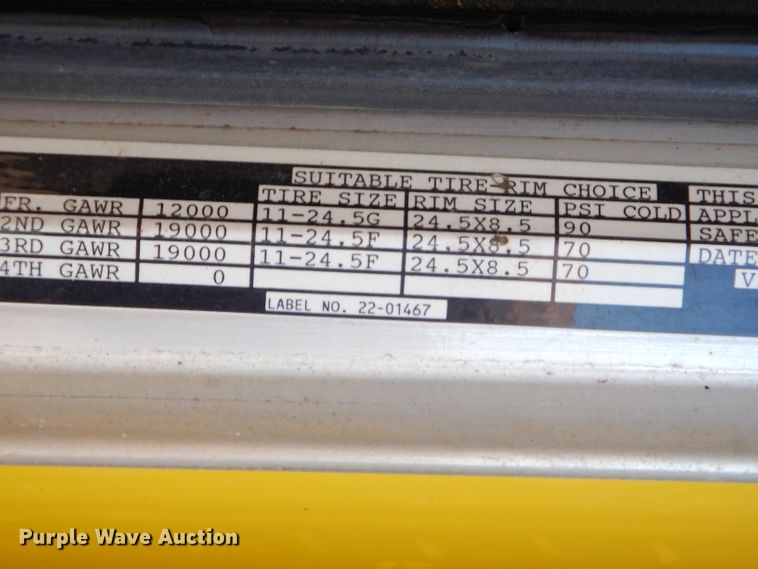 SUITABLE TIRE-RIM CHOICE THIS
TIRE SIZE RIM SIZE PSI COLD APPL
FR. GAWR 12000 11-24.5G 24.5X8.5 90 SAFE
2ND GAWR 19000 11-24.5F 24.5X8.5 70 DATE
3RD GAWR 19000 11-24.5F 24.5X8.5 70 V
4TH GAWR 0
LABEL NO. 22-01467
Purple Wave Auction